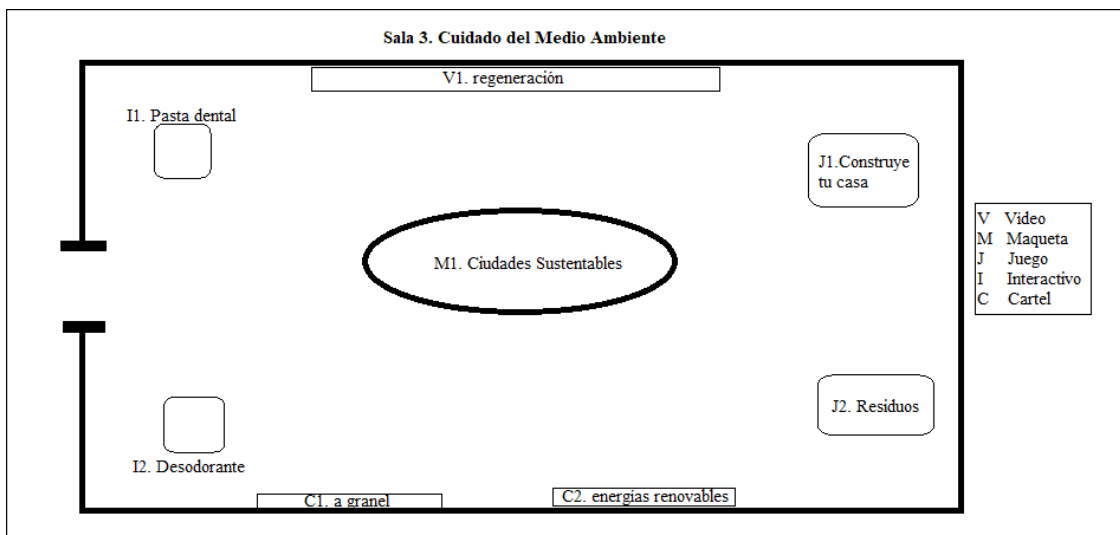 Sala 3. Cuidado del Medio Ambiente
V1. regeneración
I1. Pasta dental
J1.Construye
tu casa
M1. Ciudades Sustentables
V Video
M Maqueta
J Juego
I Interactivo
C Cartel
J2. Residuos
I2. Desodorante
C1. a granel
C2. energias renovables